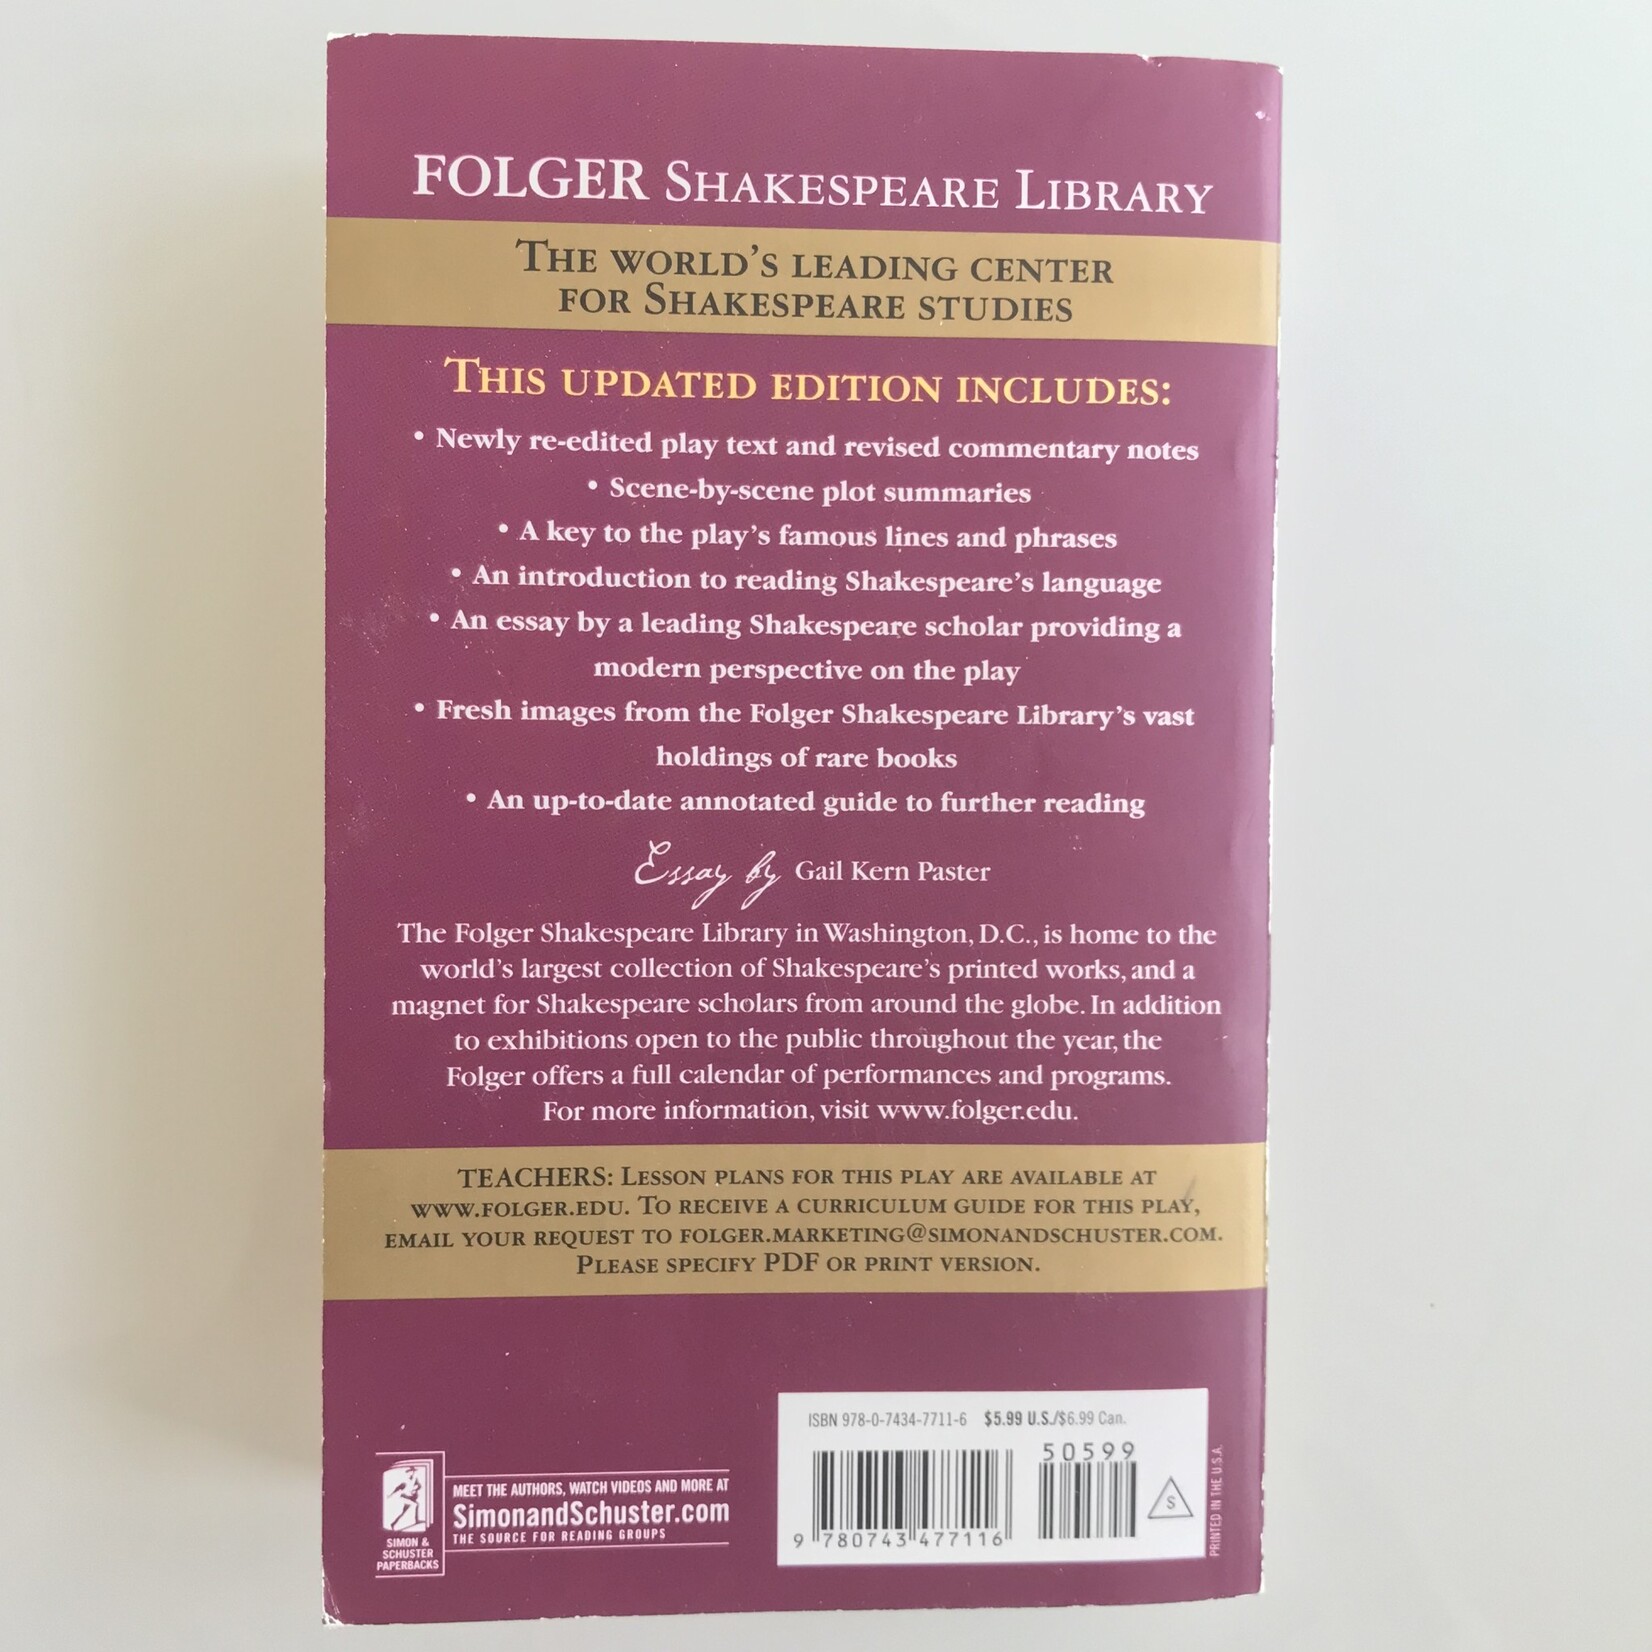 FOLGER SHAKESPEARE LIBRARY
THE WORLD'S LEADING CENTER
FOR SHAKESPEARE STUDIES
THIS UPDATED EDITION INCLUDES:
• Newly re-edited play text and revised commentary notes
• Scene-by-scene plot summaries
• A key to the play's famous lines and phrases
• An introduction to reading Shakespeare's language
• An essay by a leading Shakespeare scholar providing a
modern perspective on the play
• Fresh images from the Folger Shakespeare Library's vast
holdings of rare books
• An up-to-date annotated guide to further reading
Essay by Gail Kern Paster
The Folger Shakespeare Library in Washington, D.C., is home to the
world's largest collection of Shakespeare's printed works, and a
magnet for Shakespeare scholars from around the globe. In addition
to exhibitions open to the public throughout the year, the
Folger offers a full calendar of performances and programs.
For more information, visit www.folger.edu.
TEACHERS: LESSON PLANS FOR THIS PLAY ARE AVAILABLE AT
WWW.FOLGER.EDU. TO RECEIVE A CURRICULUM GUIDE FOR THIS PLAY,
EMAIL YOUR REQUEST TO FOLGER.MARKETING@SIMONANDSCHUSTER.COM.
PLEASE SPECIFY PDF OR PRINT VERSION.
SIMON &
SCHUSTER
PAPERBACKS
MEET THE AUTHORS, WATCH VIDEOS AND MORE AT
SimonandSchuster.com
THE SOURCE FOR READING GROUPS
ISBN 978-0-7434-7711-6 $5.99 U.S./$6.99 Can.
50599
9 780743 477116
S
PRINTED IN THE U.S.A.